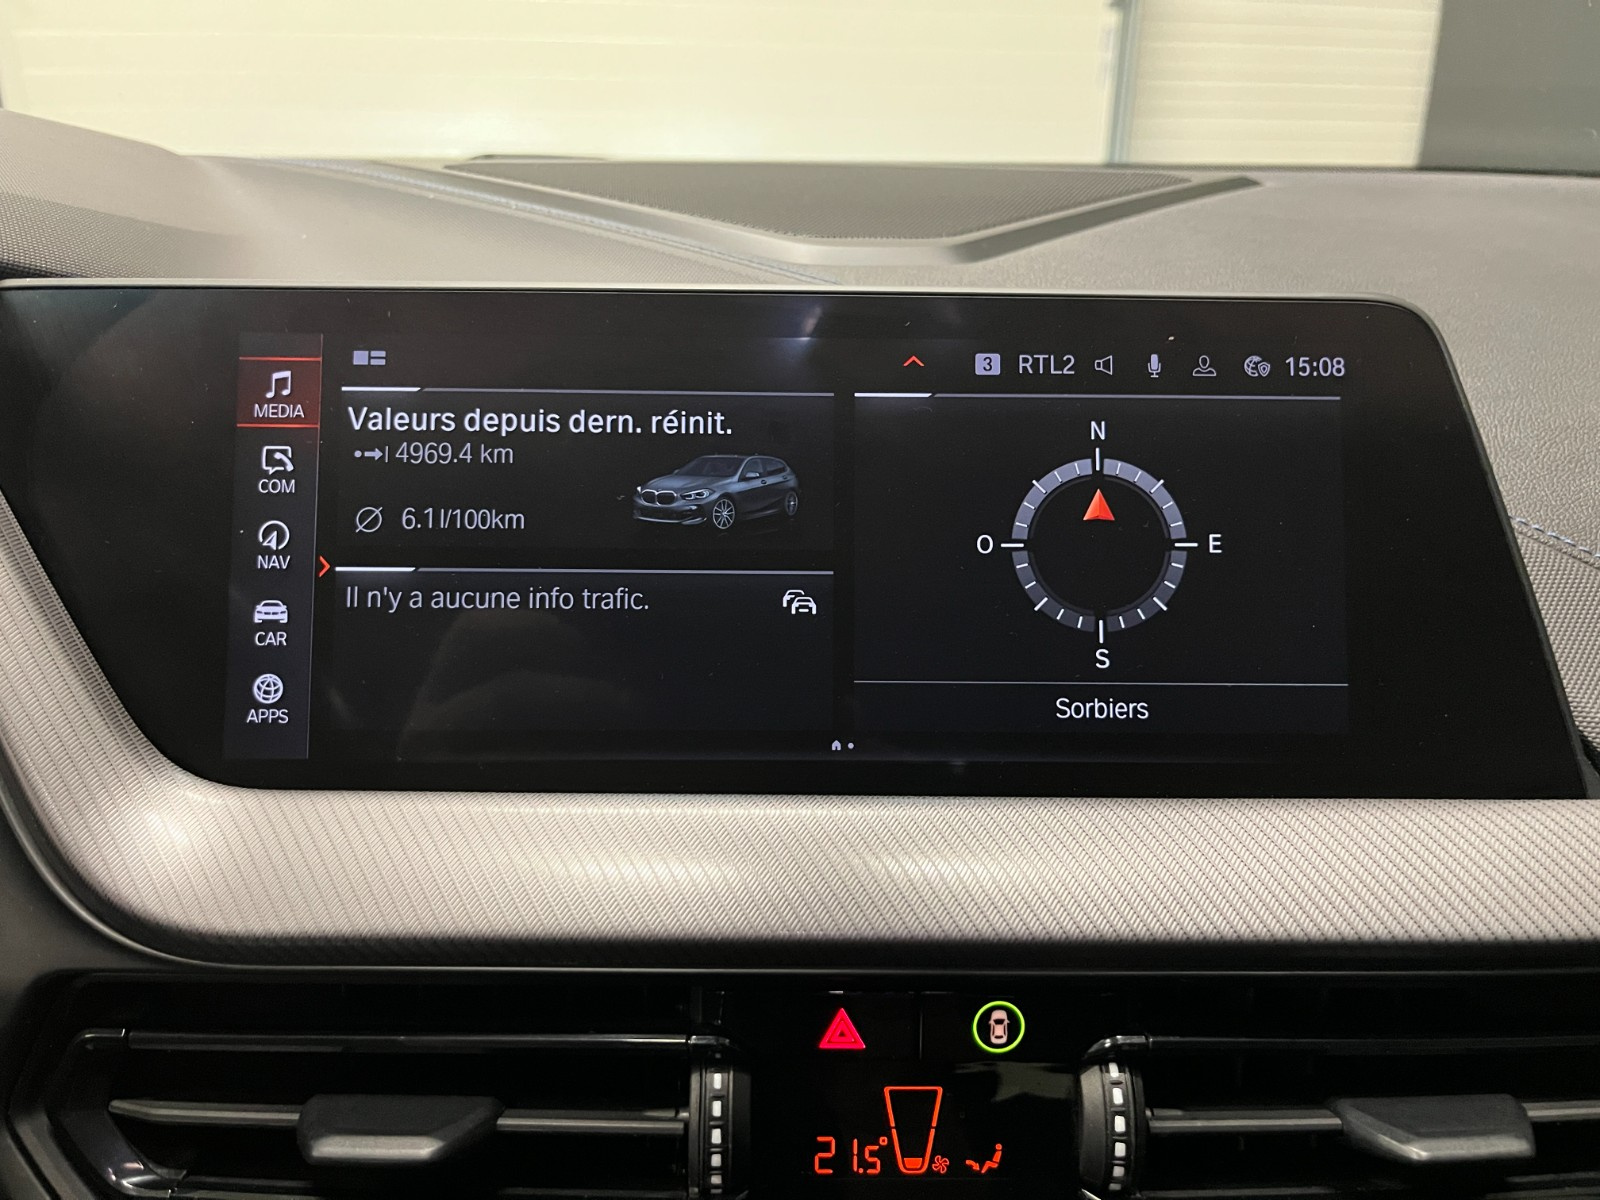 3 RTL2 15:08
MEDIA
COM
NAV
CAR
APPS
Valeurs depuis dern. réinit.
4969.4 km
6.1 l/100km
Il n'y a aucune info trafic.
N
O E
S
Sorbiers
21.5°